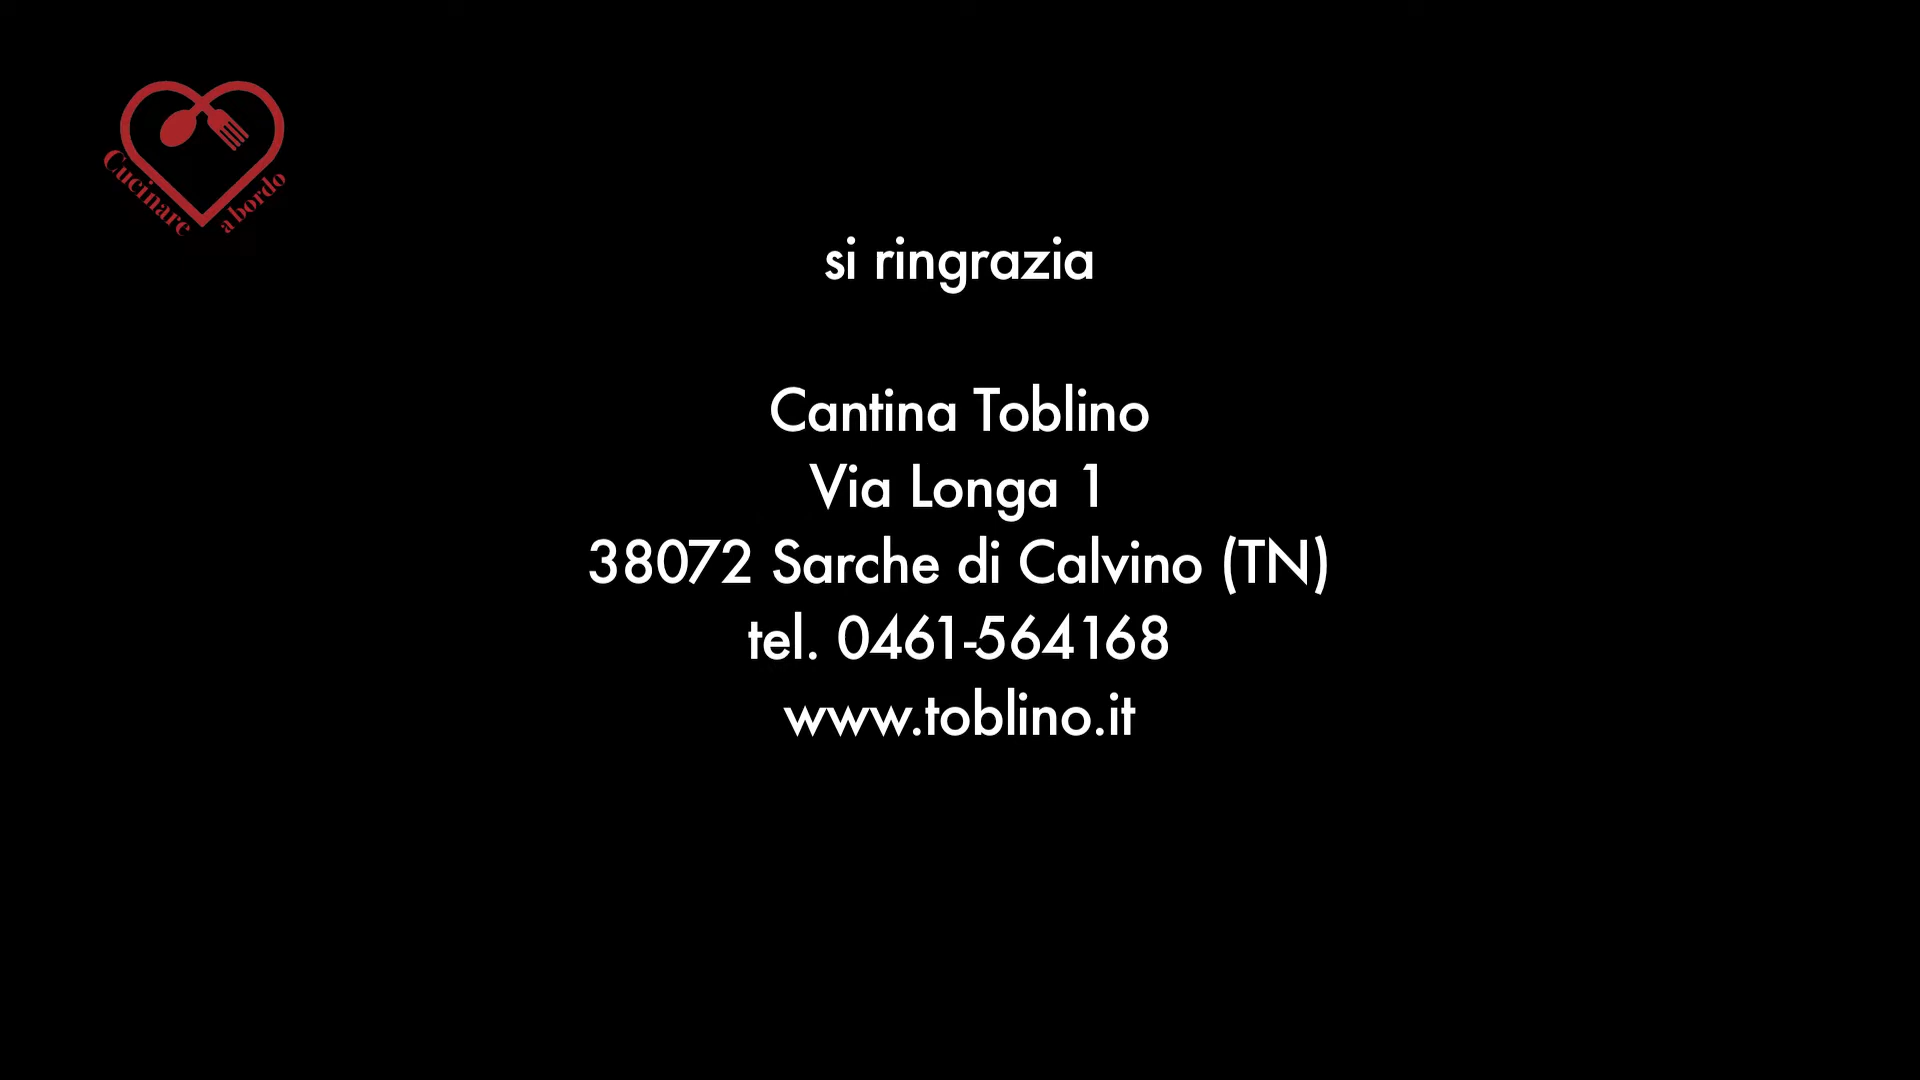 Cucinare a bordo
si ringrazia
Cantina Toblino
Via Longa 1
38072 Sarche di Calvino (TN)
tel. 0461-564168
www.toblino.it